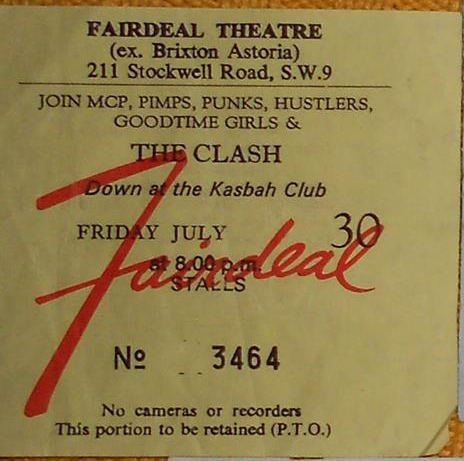 FAIRDEAL THEATRE
(ex. Brixton Astoria)
211 Stockwell Road, S.W.9
JOIN MCP, PIMPS, PUNKS, HUSTLERS,
GOODTIME GIRLS &
THE CLASH
Down at the Kasbah Club
FRIDAY JULY 30
at 8.00 p.m.
Fairdeal
STALLS
No 3464
No cameras or recorders
This portion to be retained (P.T.O.)